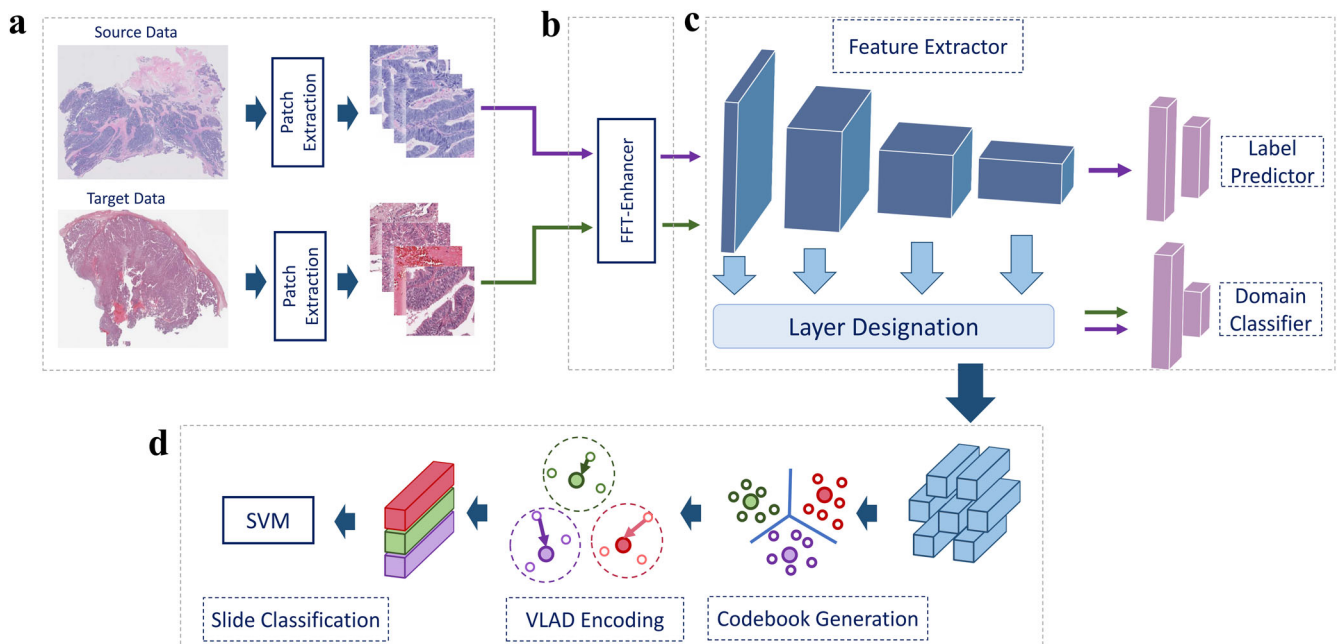 a
Source Data
Patch
Extraction
Target Data
Patch
Extraction
b
FFT-Enhancer
c
Feature Extractor
Label
Predictor
Layer Designation
Domain
Classifier
d
SVM
Slide Classification
VLAD Encoding
Codebook Generation